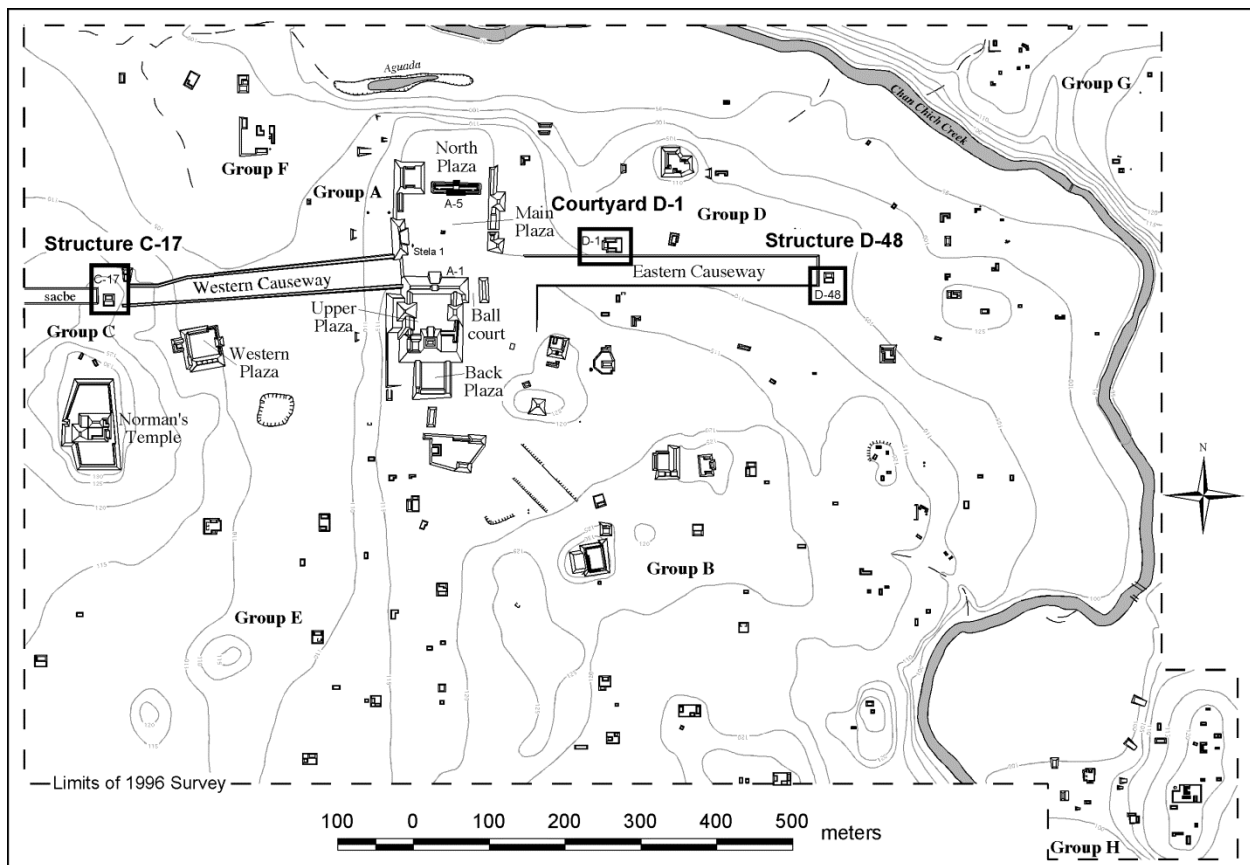 Aguada
Chan Chich Creek
Group G
Group F
North
Plaza
Group A
A-5
Courtyard D-1
Group D
Main
Plaza
Structure C-17
Structure D-48
D-1
Stela 1
C-17
Western Causeway
A-1
Eastern Causeway
sacbe
D-48
Upper
Plaza
Ball
court
Group C
Western
Plaza
Back
Plaza
Norman's
Temple
N
Group B
Group E
Limits of 1996 Survey
100 0 100 200 300 400 500 meters
Group H